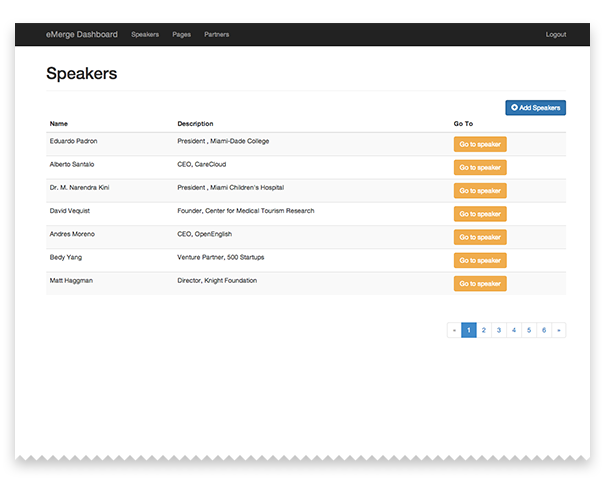 eMerge Dashboard Speakers Pages Partners Logout
Speakers
Add Speakers
Name Description Go To
Eduardo Padron President , Miami-Dade College Go to speaker
Alberto Santalo CEO, CareCloud Go to speaker
Dr. M. Narendra Kini President , Miami Children's Hospital Go to speaker
David Vequist Founder, Center for Medical Tourism Research Go to speaker
Andres Moreno CEO, OpenEnglish Go to speaker
Bedy Yang Venture Partner, 500 Startups Go to speaker
Matt Haggman Director, Knight Foundation Go to speaker
« 1 2 3 4 5 6 »